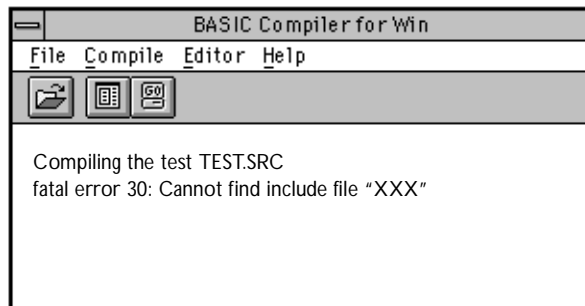 BASIC Compiler for Win
File Compile Editor Help
GO
Compiling the test TEST.SRC
fatal error 30: Cannot find include file “XXX”